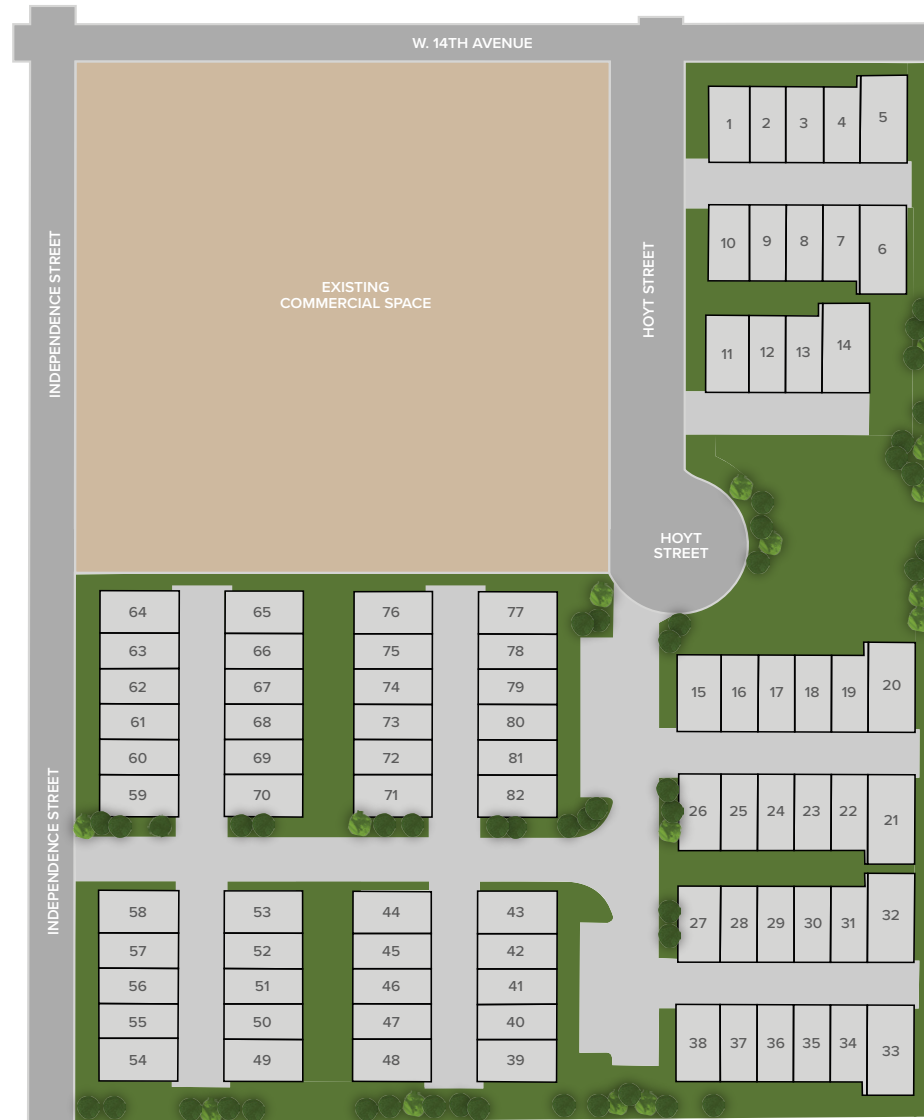 W. 14TH AVENUE
1 2 3 4 5
INDEPENDENCE STREET
EXISTING
COMMERCIAL SPACE
HOYT STREET
10 9 8 7 6
11 12 13 14
HOYT
STREET
64 65 76 77
63 66 75 78
62 67 74 79
61 68 73 80
60 69 72 81
59 70 71 82
15 16 17 18 19 20
26 25 24 23 22 21
INDEPENDENCE STREET
58 53 44 43
57 52 45 42
56 51 46 41
55 50 47 40
54 49 48 39
27 28 29 30 31 32
38 37 36 35 34 33